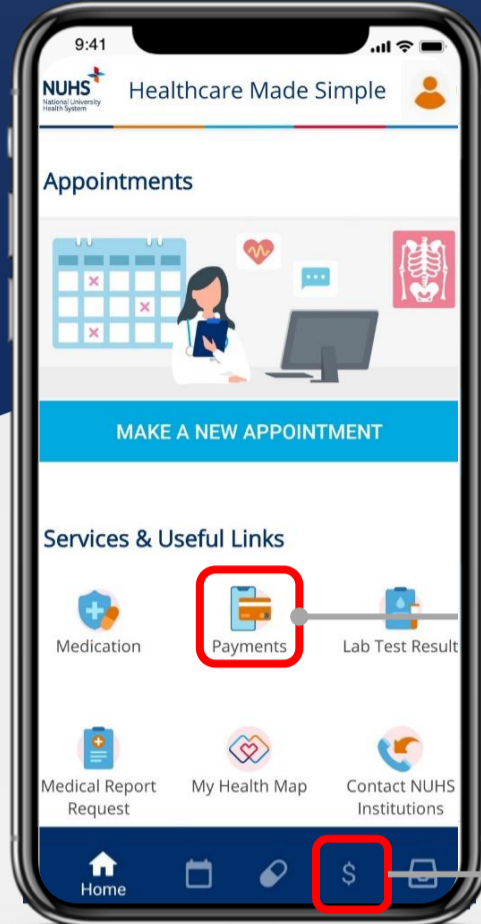 9:41
NUHS
National University
Health System
Healthcare Made Simple
Appointments
MAKE A NEW APPOINTMENT
Services & Useful Links
Medication
Payments
Lab Test Result
Medical Report
Request
My Health Map
Contact NUHS
Institutions
$
Home